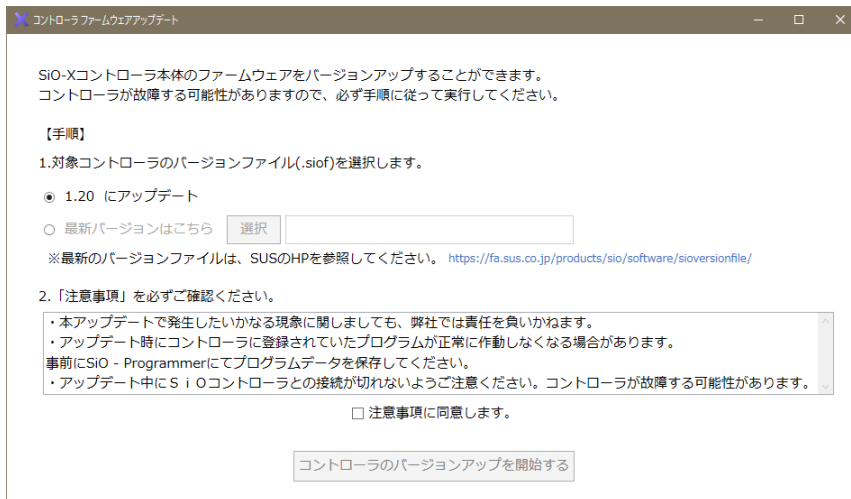 コントローラ ファームウェアアップデート
SiO-Xコントローラ本体のファームウェアをバージョンアップすることができます。
コントローラが故障する可能性がありますので、必ず手順に従って実行してください。
【手順】
1.対象コントローラのバージョンファイル(.siof)を選択します。
1.20 にアップデート
最新バージョンはこちら 選択
※最新のバージョンファイルは、SUSのHPを参照してください。 https://fa.sus.co.jp/products/sio/software/sioversionfile/
2.「注意事項」を必ずご確認ください。
・本アップデートで発生したいかなる現象に関しましても、弊社では責任を負いかねます。
・アップデート時にコントローラに登録されていたプログラムが正常に作動しなくなる場合があります。
事前にSiO - Programmerにてプログラムデータを保存してください。
・アップデート中にＳｉＯコントローラとの接続が切れないようご注意ください。コントローラが故障する可能性があります。
注意事項に同意します。
コントローラのバージョンアップを開始する